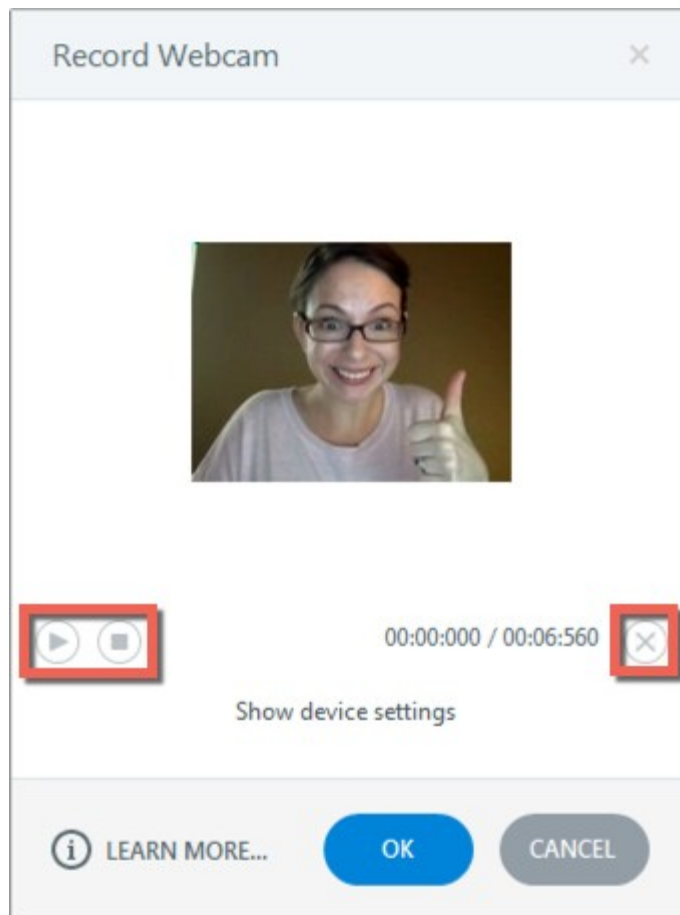 Record Webcam
00:00:000 / 00:06:560
Show device settings
LEARN MORE...
OK
CANCEL